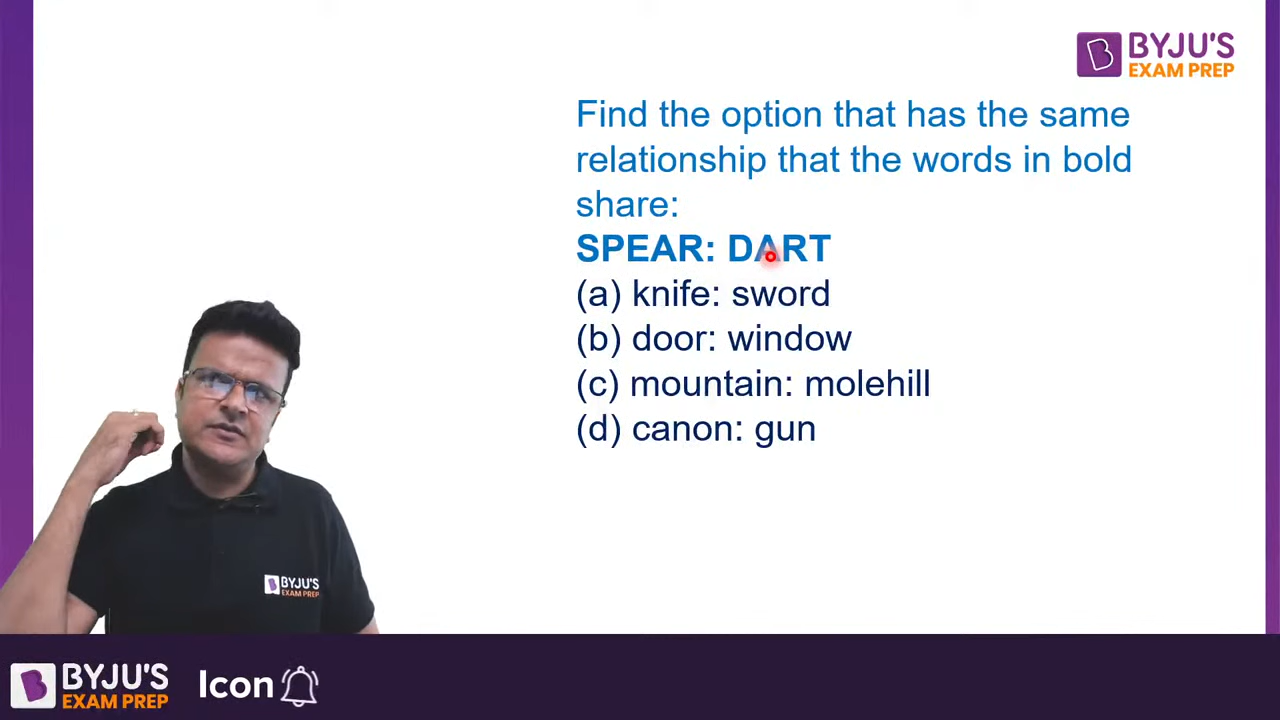 BYJU'S
EXAM PREP
Find the option that has the same
relationship that the words in bold
share:
SPEAR: DART
(a) knife: sword
(b) door: window
(c) mountain: molehill
(d) canon: gun
BYJU'S
EXAM PREP
BYJU'S
EXAM PREP
Icon